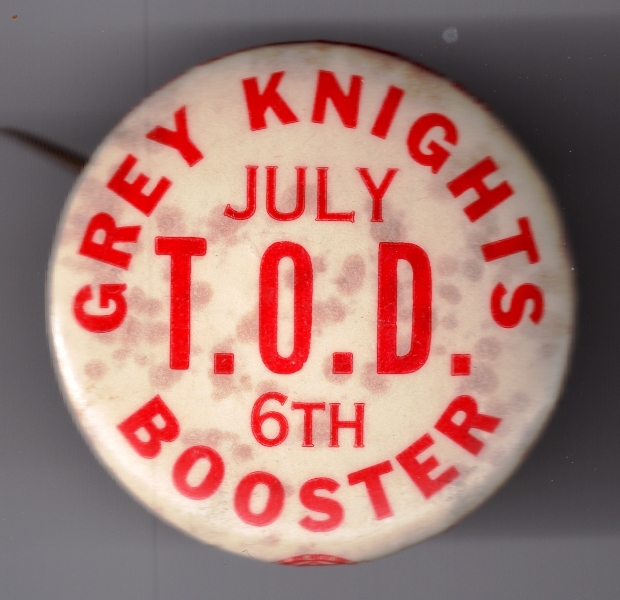 GREY KNIGHTS
JULY
T.O.D.
6TH
BOOSTER